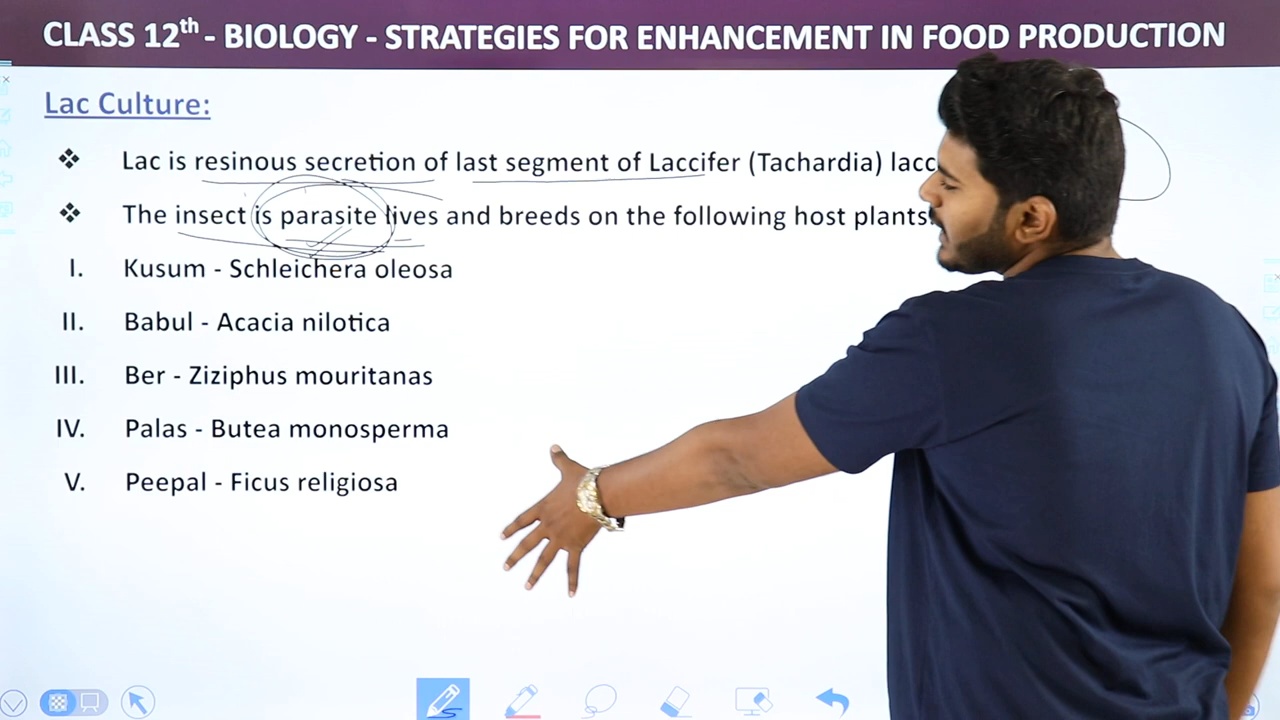 CLASS 12th - BIOLOGY - STRATEGIES FOR ENHANCEMENT IN FOOD PRODUCTION
Lac Culture:
❖ Lac is resinous secretion of last segment of Laccifer (Tachardia)
❖ The insect is parasite lives and breeds on the following host plants
I. Kusum - Schleichera oleosa
II. Babul - Acacia nilotica
III. Ber - Ziziphus mouritanas
IV. Palas - Butea monosperma
V. Peepal - Ficus religiosa